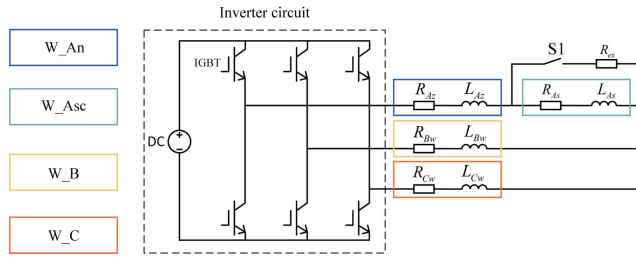 Inverter circuit
W_An
W_Asc
W_B
W_C
IGBT
DC
S1
R_ex
R_Az L_Az
R_As L_As
R_Bw L_Bw
R_Cw L_Cw